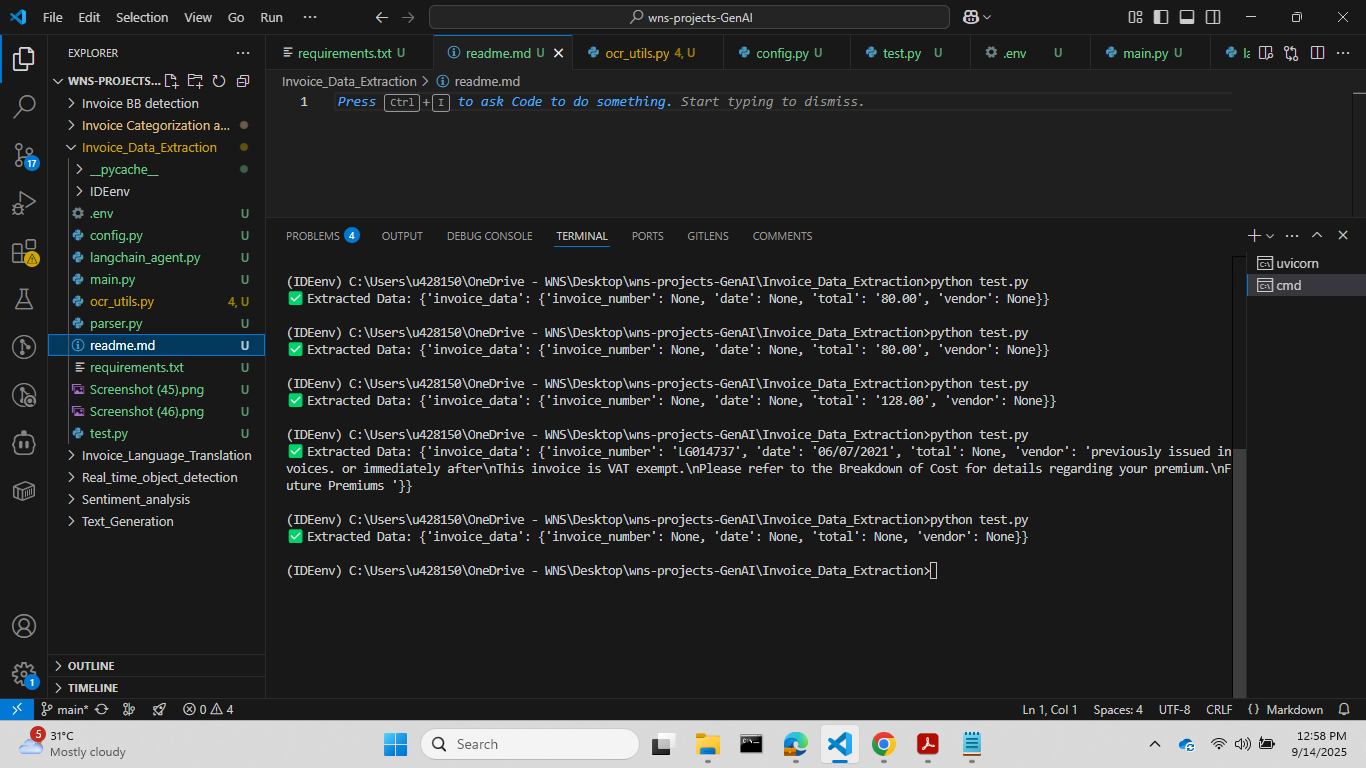 File Edit Selection View Go Run ··· wns-projects-GenAI
EXPLORER ···
WNS-PROJECTS...
Invoice BB detection
Invoice Categorization a...
Invoice_Data_Extraction
__pycache__
IDEenv
.env U
config.py U
langchain_agent.py U
main.py U
ocr_utils.py 4, U
parser.py U
readme.md U
requirements.txt U
Screenshot (45).png U
Screenshot (46).png U
test.py U
Invoice_Language_Translation
Real_time_object_detection
Sentiment_analysis
Text_Generation
OUTLINE
TIMELINE
17
1
requirements.txt U readme.md U ocr_utils.py 4, U config.py U test.py U .env U main.py U la
Invoice_Data_Extraction > readme.md
1 Press Ctrl + I to ask Code to do something. Start typing to dismiss.
PROBLEMS 4 OUTPUT DEBUG CONSOLE TERMINAL PORTS GITLENS COMMENTS
uvicorn
cmd
(IDEenv) C:\Users\u428150\OneDrive - WNS\Desktop\wns-projects-GenAI\Invoice_Data_Extraction>python test.py
✅ Extracted Data: {'invoice_data': {'invoice_number': None, 'date': None, 'total': '80.00', 'vendor': None}}
(IDEenv) C:\Users\u428150\OneDrive - WNS\Desktop\wns-projects-GenAI\Invoice_Data_Extraction>python test.py
✅ Extracted Data: {'invoice_data': {'invoice_number': None, 'date': None, 'total': '80.00', 'vendor': None}}
(IDEenv) C:\Users\u428150\OneDrive - WNS\Desktop\wns-projects-GenAI\Invoice_Data_Extraction>python test.py
✅ Extracted Data: {'invoice_data': {'invoice_number': None, 'date': None, 'total': '128.00', 'vendor': None}}
(IDEenv) C:\Users\u428150\OneDrive - WNS\Desktop\wns-projects-GenAI\Invoice_Data_Extraction>python test.py
✅ Extracted Data: {'invoice_data': {'invoice_number': 'LG014737', 'date': '06/07/2021', 'total': None, 'vendor': 'previously issued in
voices. or immediately after\nThis invoice is VAT exempt.\nPlease refer to the Breakdown of Cost for details regarding your premium.\nF
uture Premiums '}}
(IDEenv) C:\Users\u428150\OneDrive - WNS\Desktop\wns-projects-GenAI\Invoice_Data_Extraction>python test.py
✅ Extracted Data: {'invoice_data': {'invoice_number': None, 'date': None, 'total': None, 'vendor': None}}
(IDEenv) C:\Users\u428150\OneDrive - WNS\Desktop\wns-projects-GenAI\Invoice_Data_Extraction>
main* 0 4 Ln 1, Col 1 Spaces: 4 UTF-8 CRLF {} Markdown
5 31°C
Mostly cloudy
Search
12:58 PM
9/14/2025